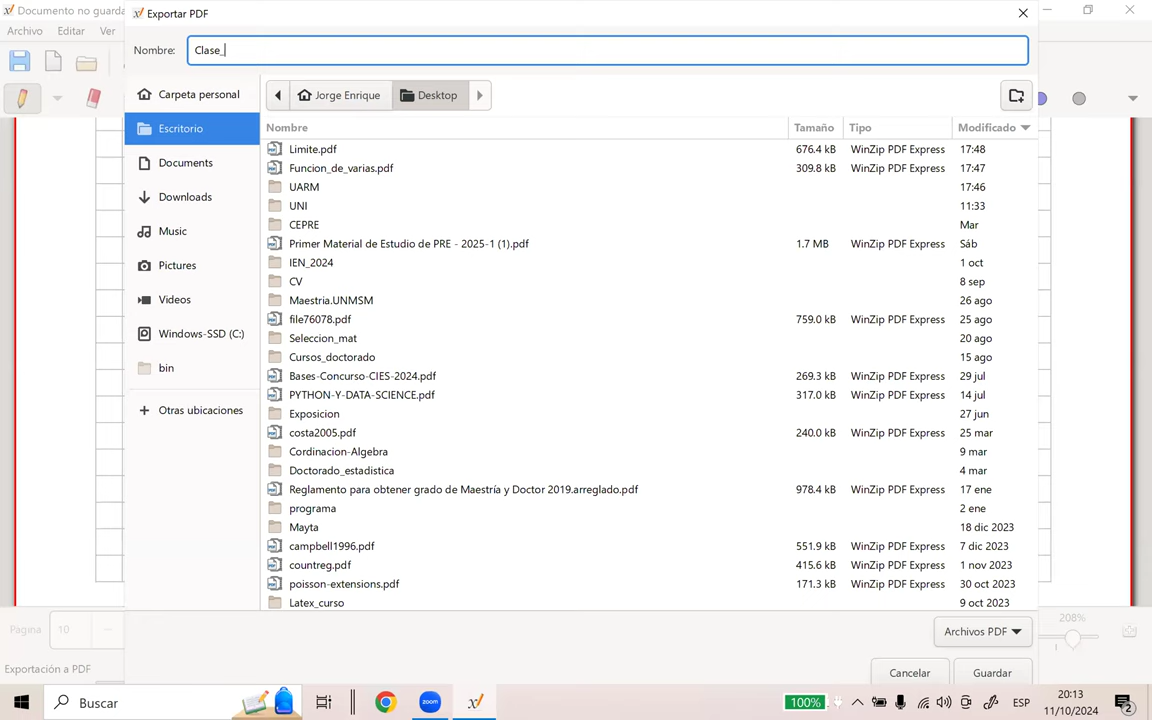 Documento no guarda
Exportar PDF
Archivo
Editar
Ver
Nombre:
Clase_
Carpeta personal
Jorge Enrique
Desktop
Escritorio
Nombre
Tamaño
Tipo
Modificado
Limite.pdf
676.4 kB
WinZip PDF Express
17:48
Documents
Funcion_de_varias.pdf
309.8 kB
WinZip PDF Express
17:47
UARM
17:46
Downloads
UNI
11:33
CEPRE
Mar
Music
Primer Material de Estudio de PRE - 2025-1 (1).pdf
1.7 MB
WinZip PDF Express
Sáb
Pictures
IEN_2024
1 oct
CV
8 sep
Videos
Maestria.UNMSM
26 ago
file76078.pdf
759.0 kB
WinZip PDF Express
25 ago
Windows-SSD (C:)
Seleccion_mat
20 ago
Cursos_doctorado
15 ago
bin
Bases-Concurso-CIES-2024.pdf
269.3 kB
WinZip PDF Express
29 jul
PYTHON-Y-DATA-SCIENCE.pdf
317.0 kB
WinZip PDF Express
14 jul
Otras ubicaciones
Exposicion
27 jun
costa2005.pdf
240.0 kB
WinZip PDF Express
25 mar
Cordinacion-Algebra
9 mar
Doctorado_estadistica
4 mar
Reglamento para obtener grado de Maestría y Doctor 2019.arreglado.pdf
978.4 kB
WinZip PDF Express
17 ene
programa
2 ene
Mayta
18 dic 2023
campbell1996.pdf
551.9 kB
WinZip PDF Express
7 dic 2023
countreg.pdf
415.6 kB
WinZip PDF Express
1 nov 2023
poisson-extensions.pdf
171.3 kB
WinZip PDF Express
30 oct 2023
Latex_curso
9 oct 2023
Pagina
10
Archivos PDF
208%
Exportación a PDF
Cancelar
Guardar
Buscar
zoom
100%
ESP
20:13
11/10/2024
2